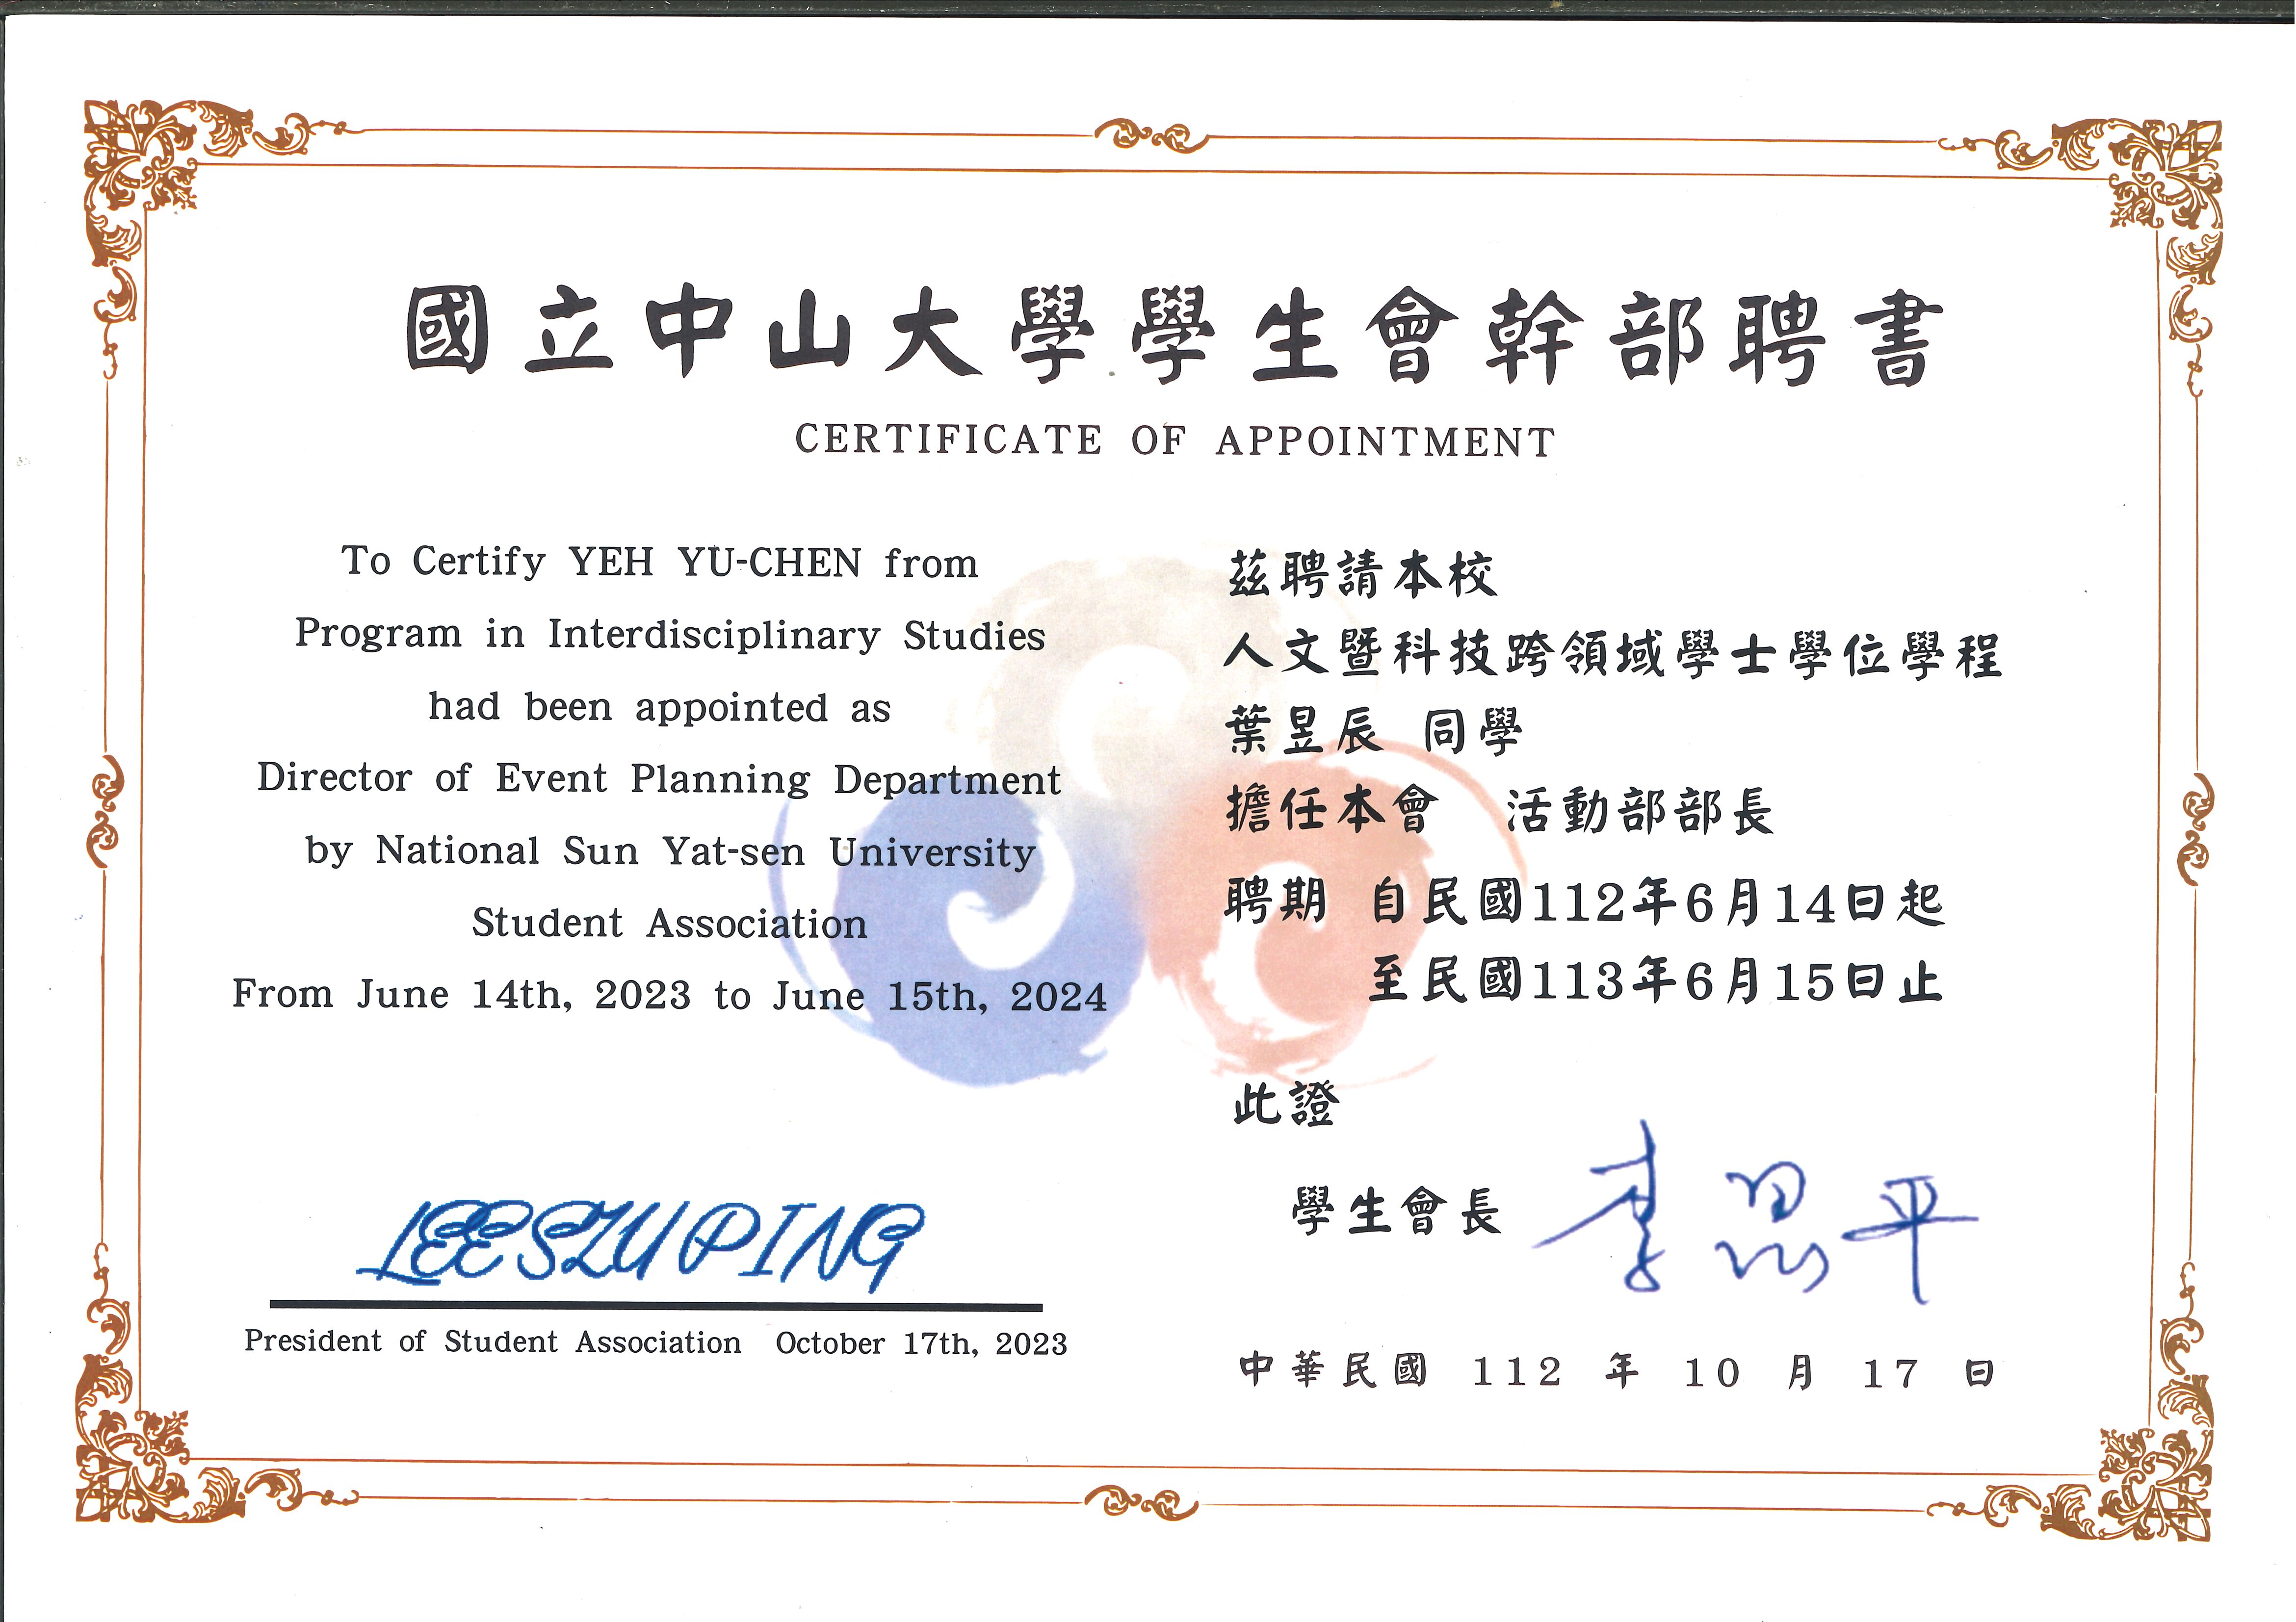 國立中山大學學生會幹部聘書
CERTIFICATE OF APPOINTMENT
To Certify YEH YU-CHEN from
Program in Interdisciplinary Studies
had been appointed as
Director of Event Planning Department
by National Sun Yat-sen University
Student Association
From June 14th, 2023 to June 15th, 2024
LEE SZU PING
President of Student Association October 17th, 2023
茲聘請本校
人文暨科技跨領域學士學位學程
葉昱辰 同學
擔任本會 活動部部長
聘期 自民國112年6月14日起
至民國113年6月15日止
此證
學生會長 李思平
中華民國 112 年 10 月 17 日